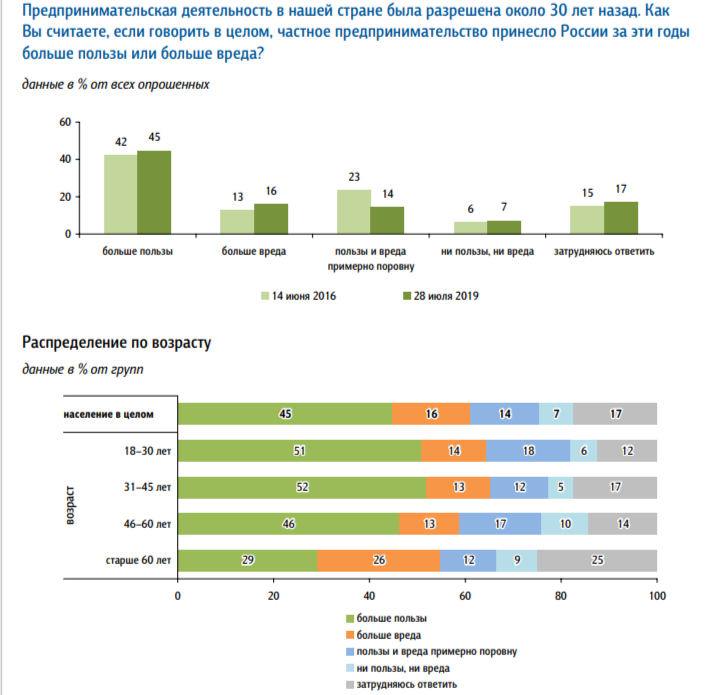 Предпринимательская деятельность в нашей стране была разрешена около 30 лет назад. Как
Вы считаете, если говорить в целом, частное предпринимательство принесло России за эти годы
больше пользы или больше вреда?
данные в % от всех опрошенных
60
40
20
0
42 45
13 16
23 14
6 7
15 17
больше пользы больше вреда пользы и вреда ни пользы, ни вреда затрудняюсь ответить
примерно поровну
14 июня 2016 28 июля 2019
Распределение по возрасту
данные в % от групп
население в целом 45 16 14 7 17
возраст
18–30 лет 51 14 18 6 12
31–45 лет 52 13 12 5 17
46–60 лет 46 13 17 10 14
старше 60 лет 29 26 12 9 25
0 20 40 60 80 100
больше пользы
больше вреда
пользы и вреда примерно поровну
ни пользы, ни вреда
затрудняюсь ответить